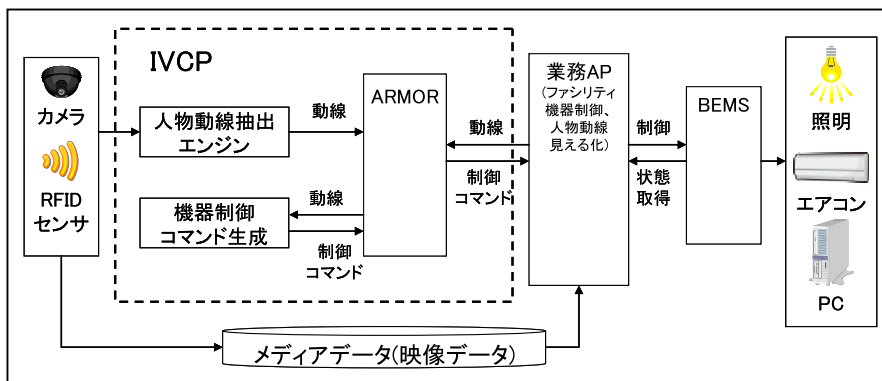 IVCP
カメラ
RFID
センサ
人物動線抽出
エンジン
動線
機器制御
コマンド生成
動線
制御
コマンド
ARMOR
動線
制御
コマンド
業務AP
(ファシリティ
機器制御、
人物動線
見える化)
制御
状態
取得
BEMS
照明
エアコン
PC
メディアデータ(映像データ)